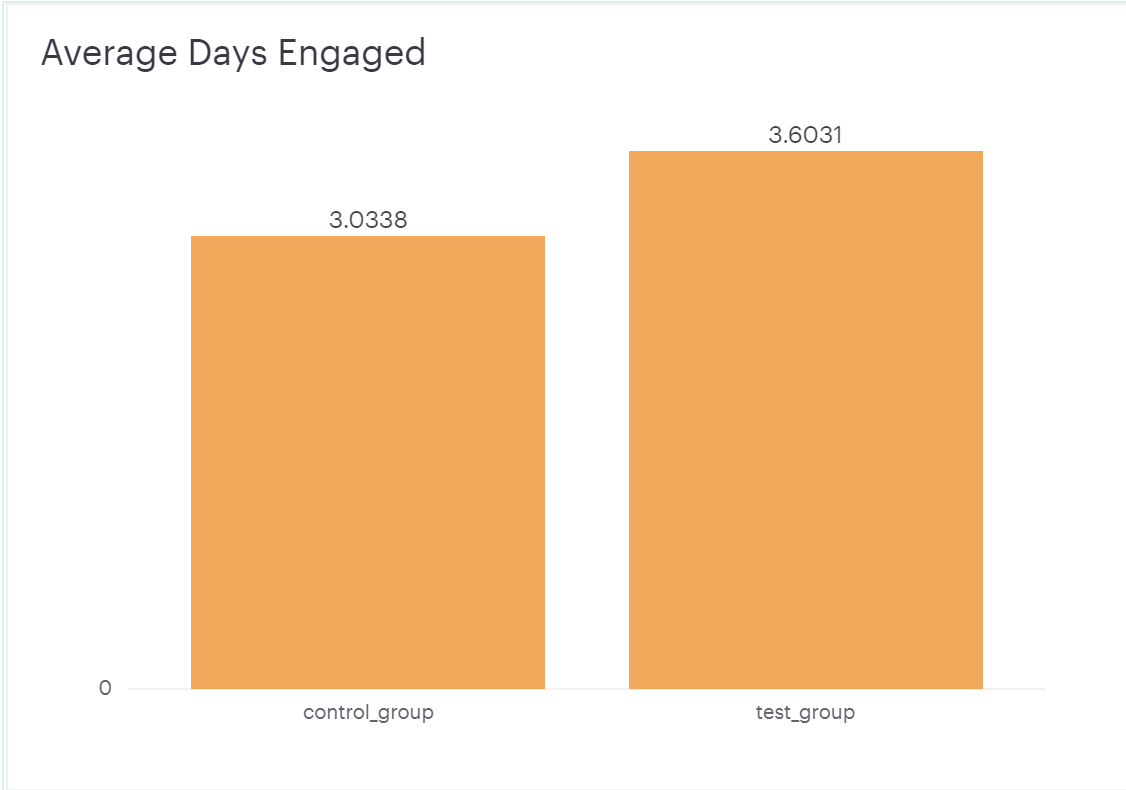 Average Days Engaged
3.6031
3.0338
0
control_group
test_group